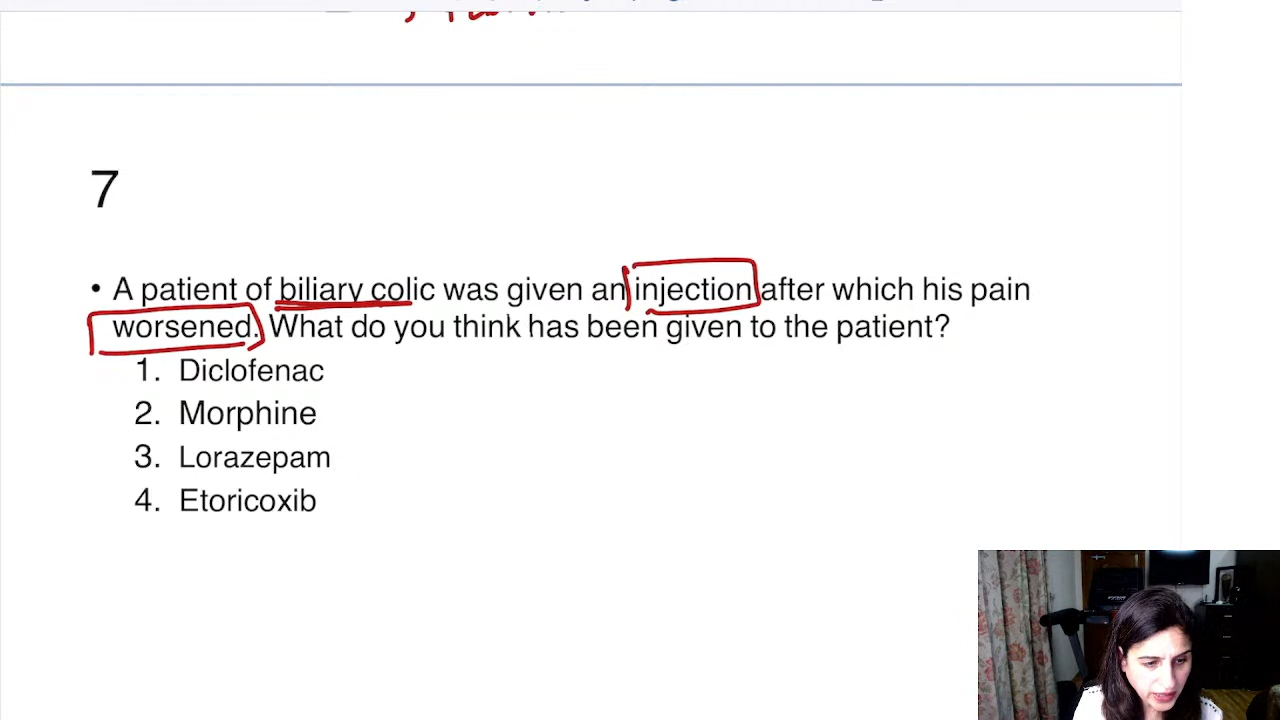 7
• A patient of biliary colic was given an injection after which his pain
worsened. What do you think has been given to the patient?
1. Diclofenac
2. Morphine
3. Lorazepam
4. Etoricoxib